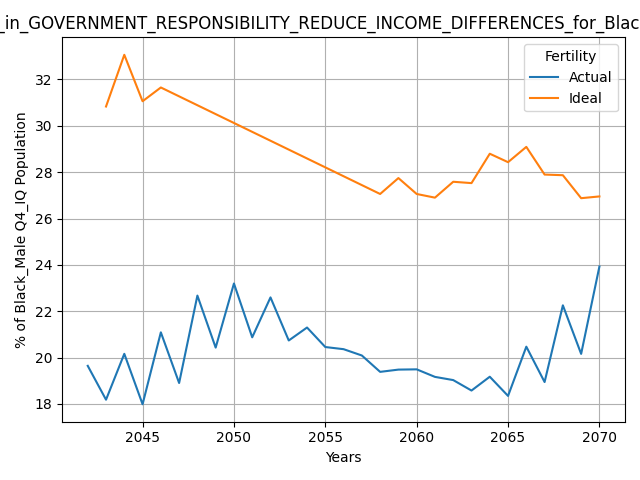 _in_GOVERNMENT_RESPONSIBILITY_REDUCE_INCOME_DIFFERENCES_for_Blac
Fertility
Actual
Ideal
% of Black_Male Q4_IQ Population
32
30
28
26
24
22
20
18
2045 2050 2055 2060 2065 2070
Years